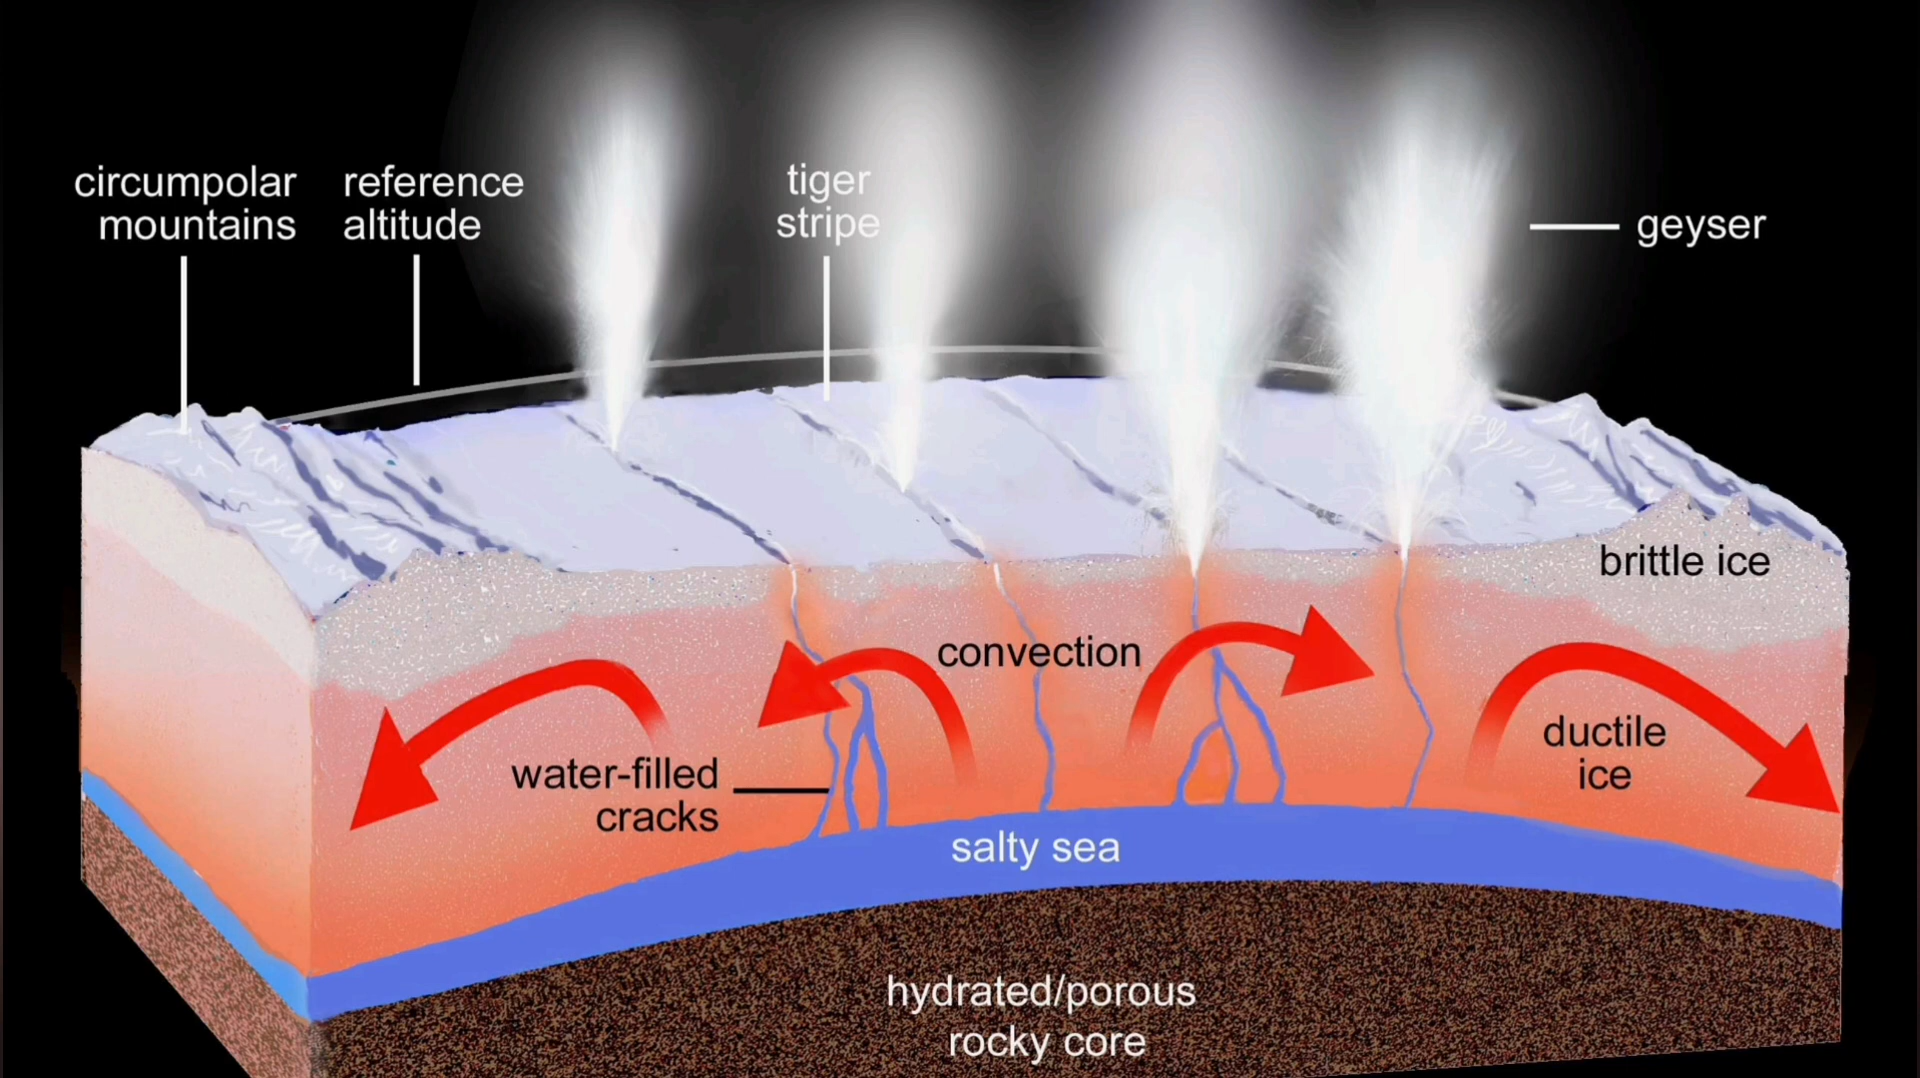 circumpolar
mountains
reference
altitude
tiger
stripe
geyser
brittle ice
convection
ductile
ice
water-filled
cracks
salty sea
hydrated/porous
rocky core